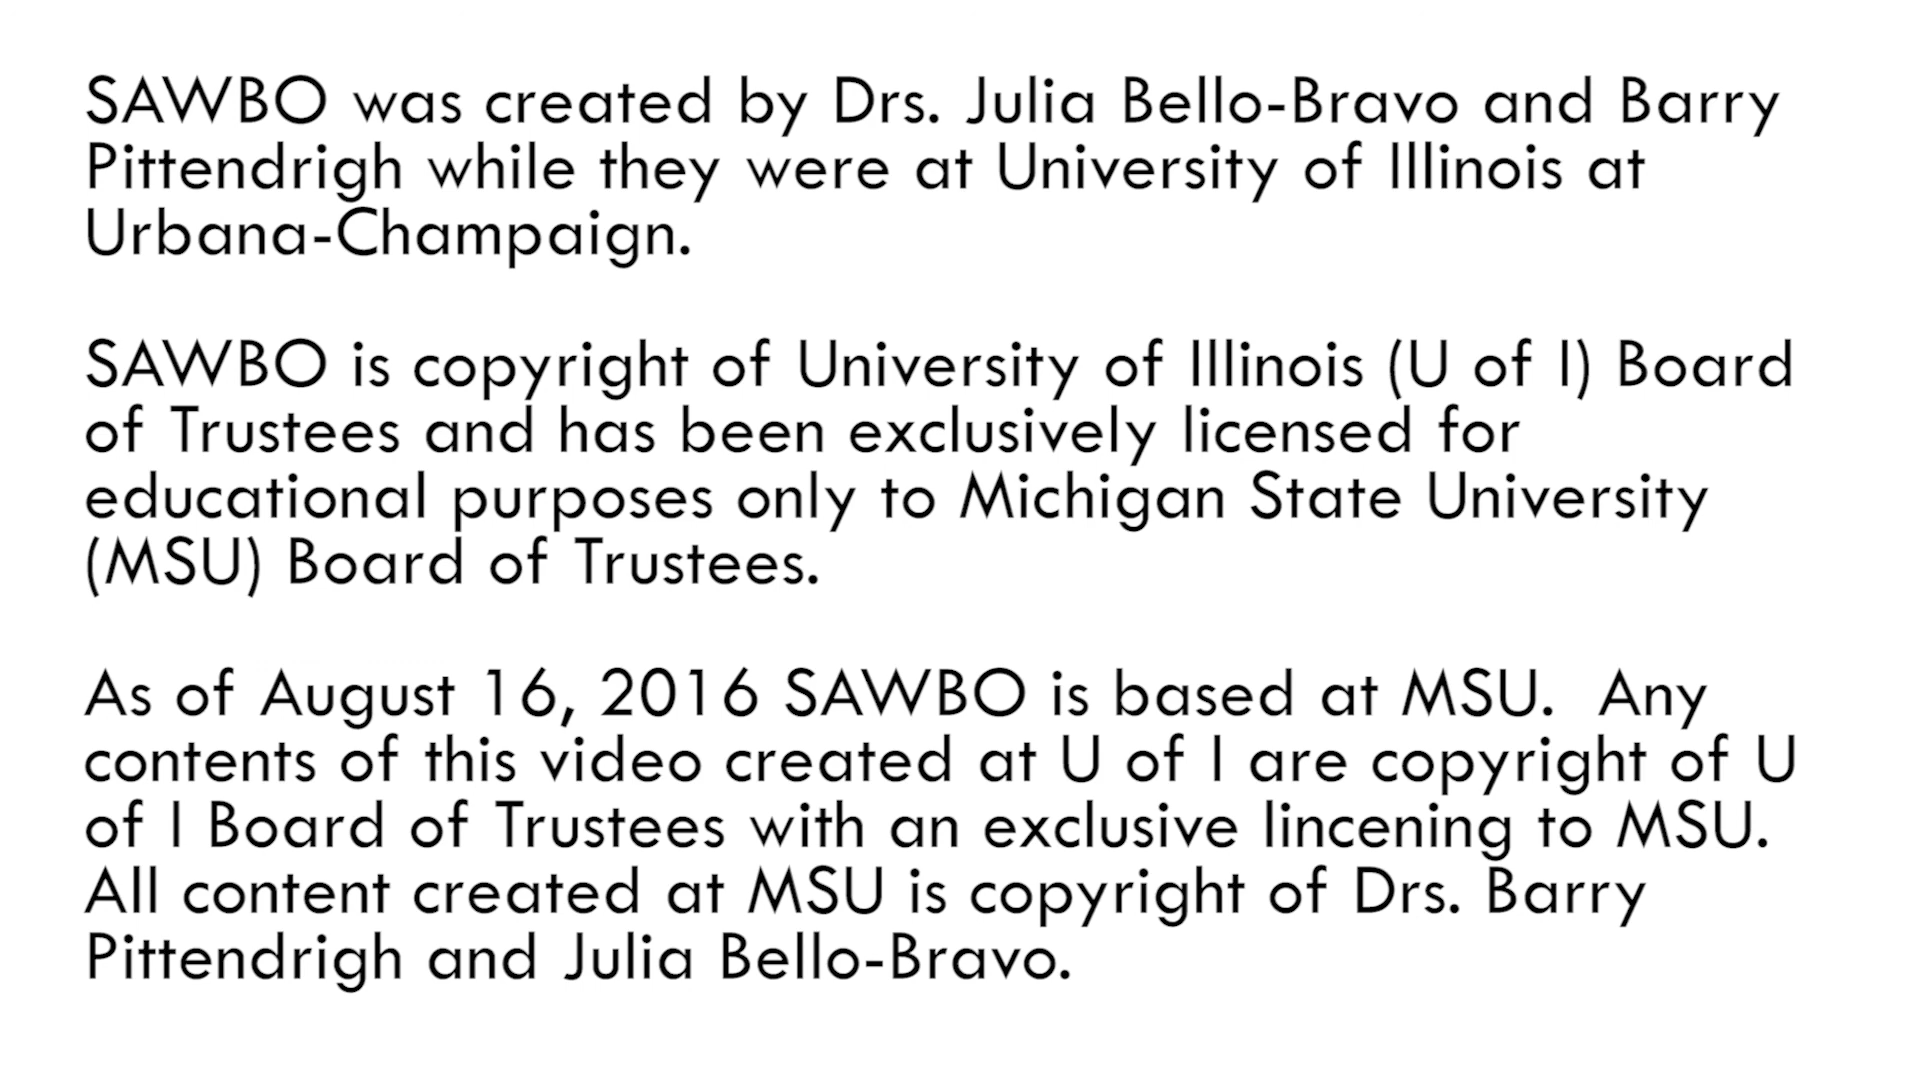 SAWBO was created by Drs. Julia Bello-Bravo and Barry
Pittendrigh while they were at University of Illinois at
Urbana-Champaign.
SAWBO is copyright of University of Illinois (U of I) Board
of Trustees and has been exclusively licensed for
educational purposes only to Michigan State University
(MSU) Board of Trustees.
As of August 16, 2016 SAWBO is based at MSU.  Any
contents of this video created at U of I are copyright of U
of I Board of Trustees with an exclusive lincening to MSU.
All content created at MSU is copyright of Drs. Barry
Pittendrigh and Julia Bello-Bravo.